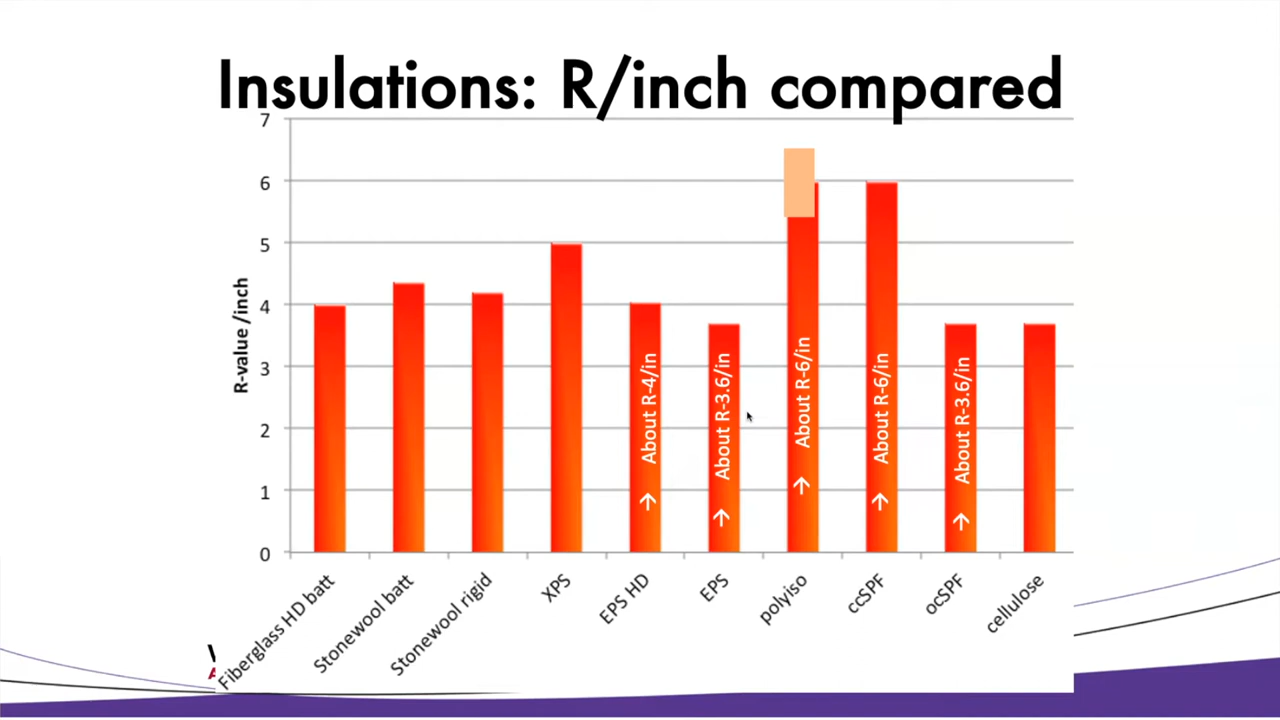 Insulations: R/inch compared
7
6
5
4
3
2
1
0
R-value /inch
→ About R-4/in
→ About R-3.6/in
→ About R-6/in
→ About R-6/in
→ About R-3.6/in
Fiberglass HD batt
Stonewool batt
Stonewool rigid
XPS
EPS HD
EPS
polyiso
ccSPF
ocSPF
cellulose